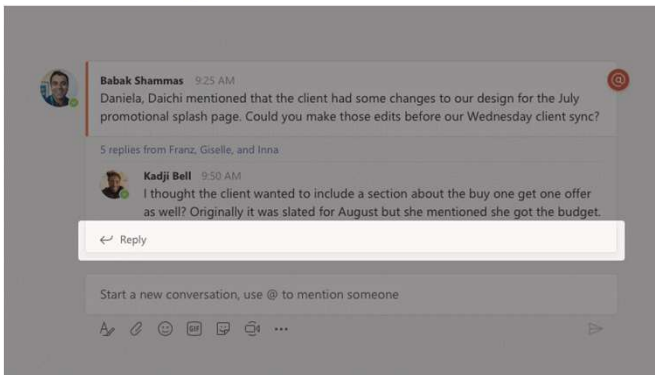 Babak Shammas 9:25 AM
@
Daniela, Daichi mentioned that the client had some changes to our design for the July
promotional splash page. Could you make those edits before our Wednesday client sync?
5 replies from Franz, Giselle, and Inna
Kadji Bell 9:50 AM
I thought the client wanted to include a section about the buy one get one offer
as well? Originally it was slated for August but she mentioned she got the budget.
Reply
Start a new conversation, use @ to mention someone
GIF